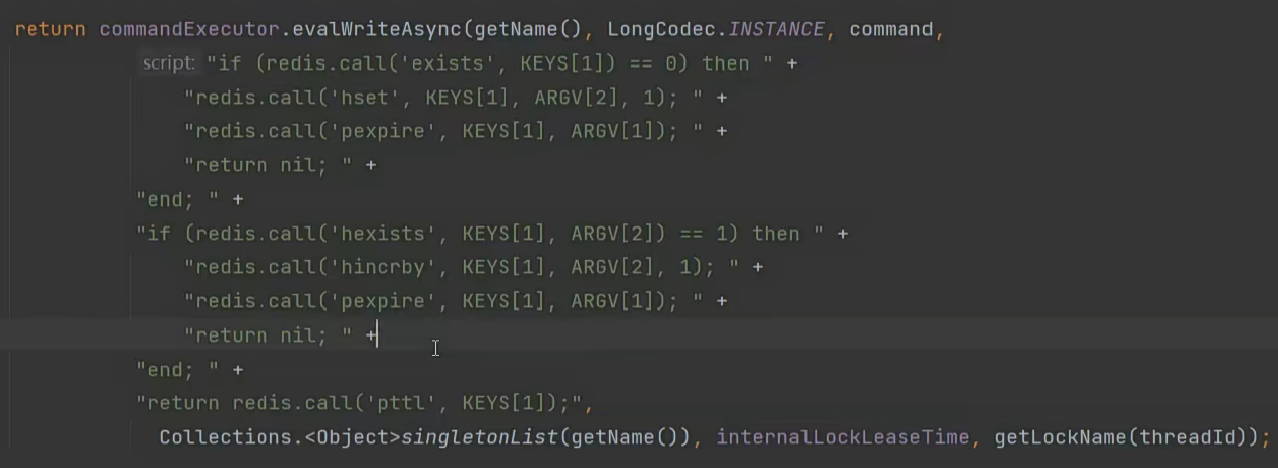 return commandExecutor.evalWriteAsync(getName(), LongCodec.INSTANCE, command,
script: "if (redis.call('exists', KEYS[1]) == 0) then " +
"redis.call('hset', KEYS[1], ARGV[2], 1); " +
"redis.call('pexpire', KEYS[1], ARGV[1]); " +
"return nil; " +
"end; " +
"if (redis.call('hexists', KEYS[1], ARGV[2]) == 1) then " +
"redis.call('hincrby', KEYS[1], ARGV[2], 1); " +
"redis.call('pexpire', KEYS[1], ARGV[1]); " +
"return nil; " +
"end; " +
"return redis.call('pttl', KEYS[1]);",
Collections.<Object>singletonList(getName()), internalLockLeaseTime, getLockName(threadId));